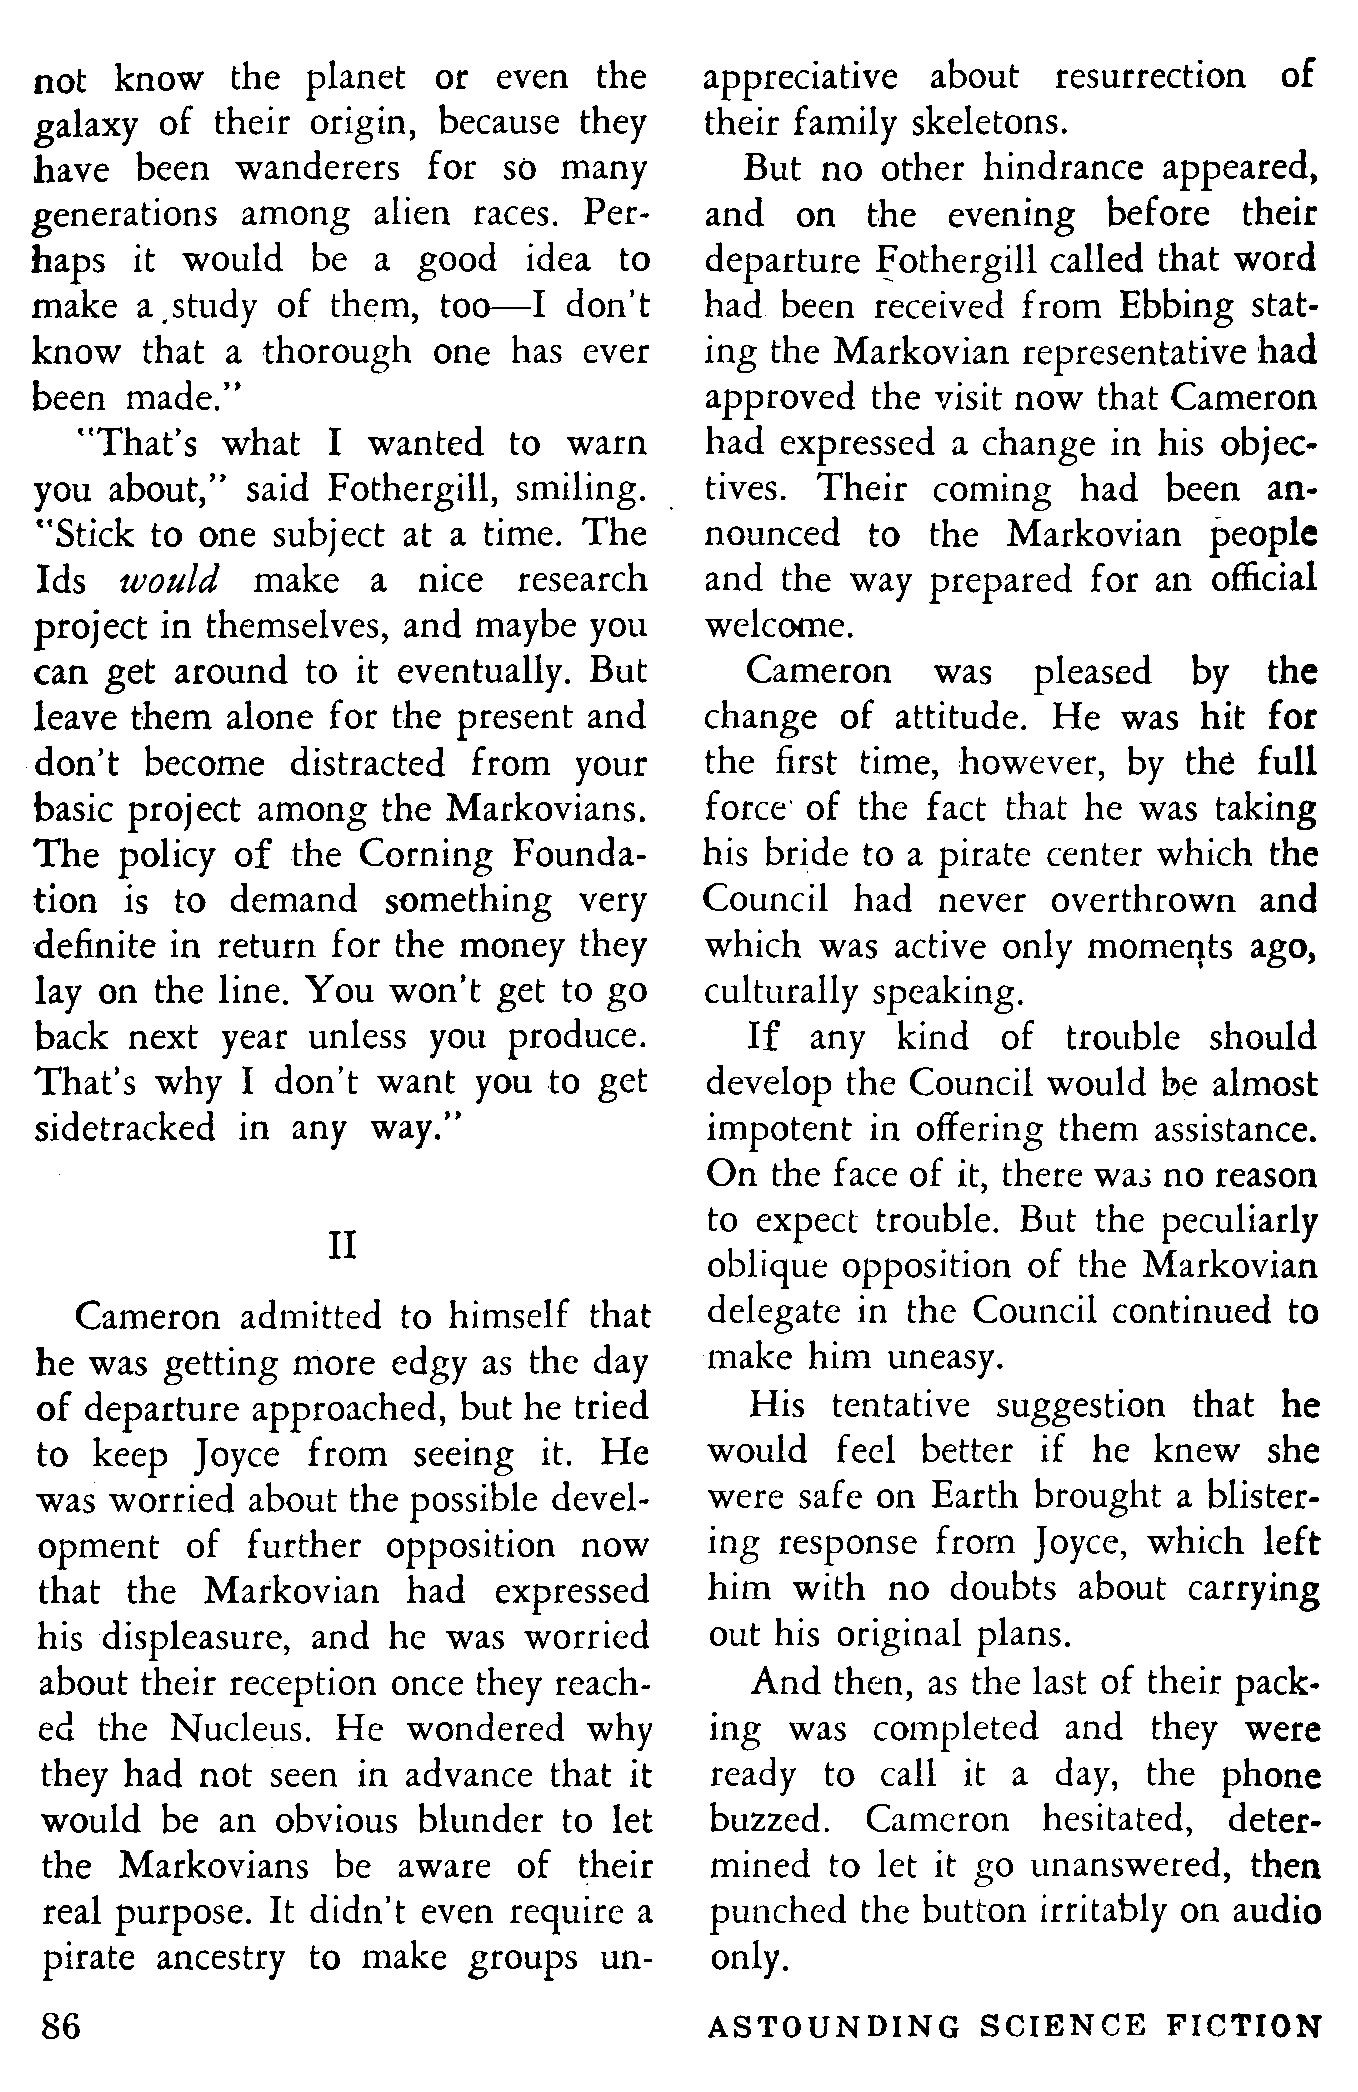 not know the planet or even the
galaxy of their origin, because they
have been wanderers for so many
generations among alien races. Per-
haps it would be a good idea to
make a study of them, too—I don't
know that a thorough one has ever
been made."
"That's what I wanted to warn
you about," said Fothergill, smiling.
"Stick to one subject at a time. The
Ids would make a nice research
project in themselves, and maybe you
can get around to it eventually. But
leave them alone for the present and
don't become distracted from your
basic project among the Markovians.
The policy of the Corning Founda-
tion is to demand something very
definite in return for the money they
lay on the line. You won't get to go
back next year unless you produce.
That's why I don't want you to get
sidetracked in any way."
II
Cameron admitted to himself that
he was getting more edgy as the day
of departure approached, but he tried
to keep Joyce from seeing it. He
was worried about the possible devel-
opment of further opposition now
that the Markovian had expressed
his displeasure, and he was worried
about their reception once they reach-
ed the Nucleus. He wondered why
they had not seen in advance that it
would be an obvious blunder to let
the Markovians be aware of their
real purpose. It didn't even require a
pirate ancestry to make groups un-
appreciative about resurrection of
their family skeletons.
But no other hindrance appeared,
and on the evening before their
departure Fothergill called that word
had been received from Ebbing stat-
ing the Markovian representative had
approved the visit now that Cameron
had expressed a change in his objec-
tives. Their coming had been an-
nounced to the Markovian people
and the way prepared for an official
welcome.
Cameron was pleased by the
change of attitude. He was hit for
the first time, however, by the full
force of the fact that he was taking
his bride to a pirate center which the
Council had never overthrown and
which was active only moments ago,
culturally speaking.
If any kind of trouble should
develop the Council would be almost
impotent in offering them assistance.
On the face of it, there was no reason
to expect trouble. But the peculiarly
oblique opposition of the Markovian
delegate in the Council continued to
make him uneasy.
His tentative suggestion that he
would feel better if he knew she
were safe on Earth brought a blister-
ing response from Joyce, which left
him with no doubts about carrying
out his original plans.
And then, as the last of their pack-
ing was completed and they were
ready to call it a day, the phone
buzzed. Cameron hesitated, deter-
mined to let it go unanswered, then
punched the button irritably on audio
only.
86
ASTOUNDING SCIENCE FICTION